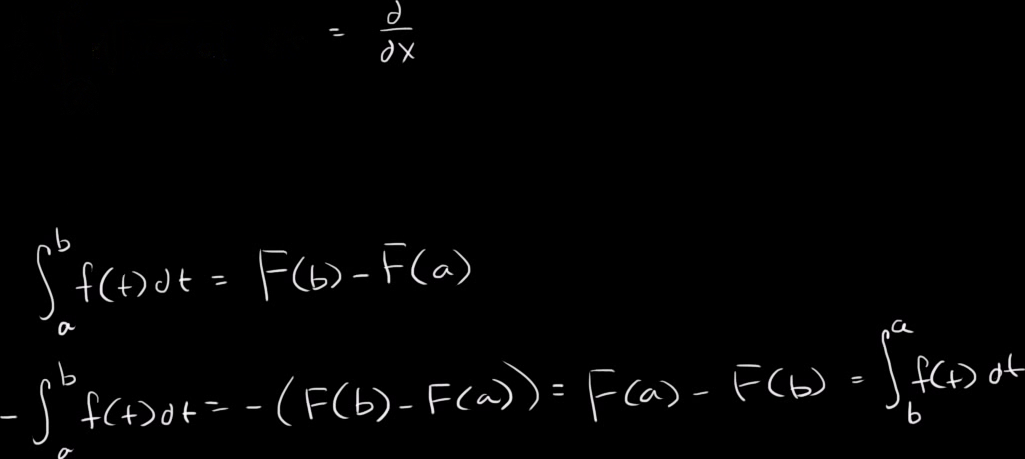 = ∂/∂x
∫_a^b f(t)dt = F(b) - F(a)
-∫_a^b f(t)dt = -(F(b) - F(a)) = F(a) - F(b) = ∫_b^a f(t) dt